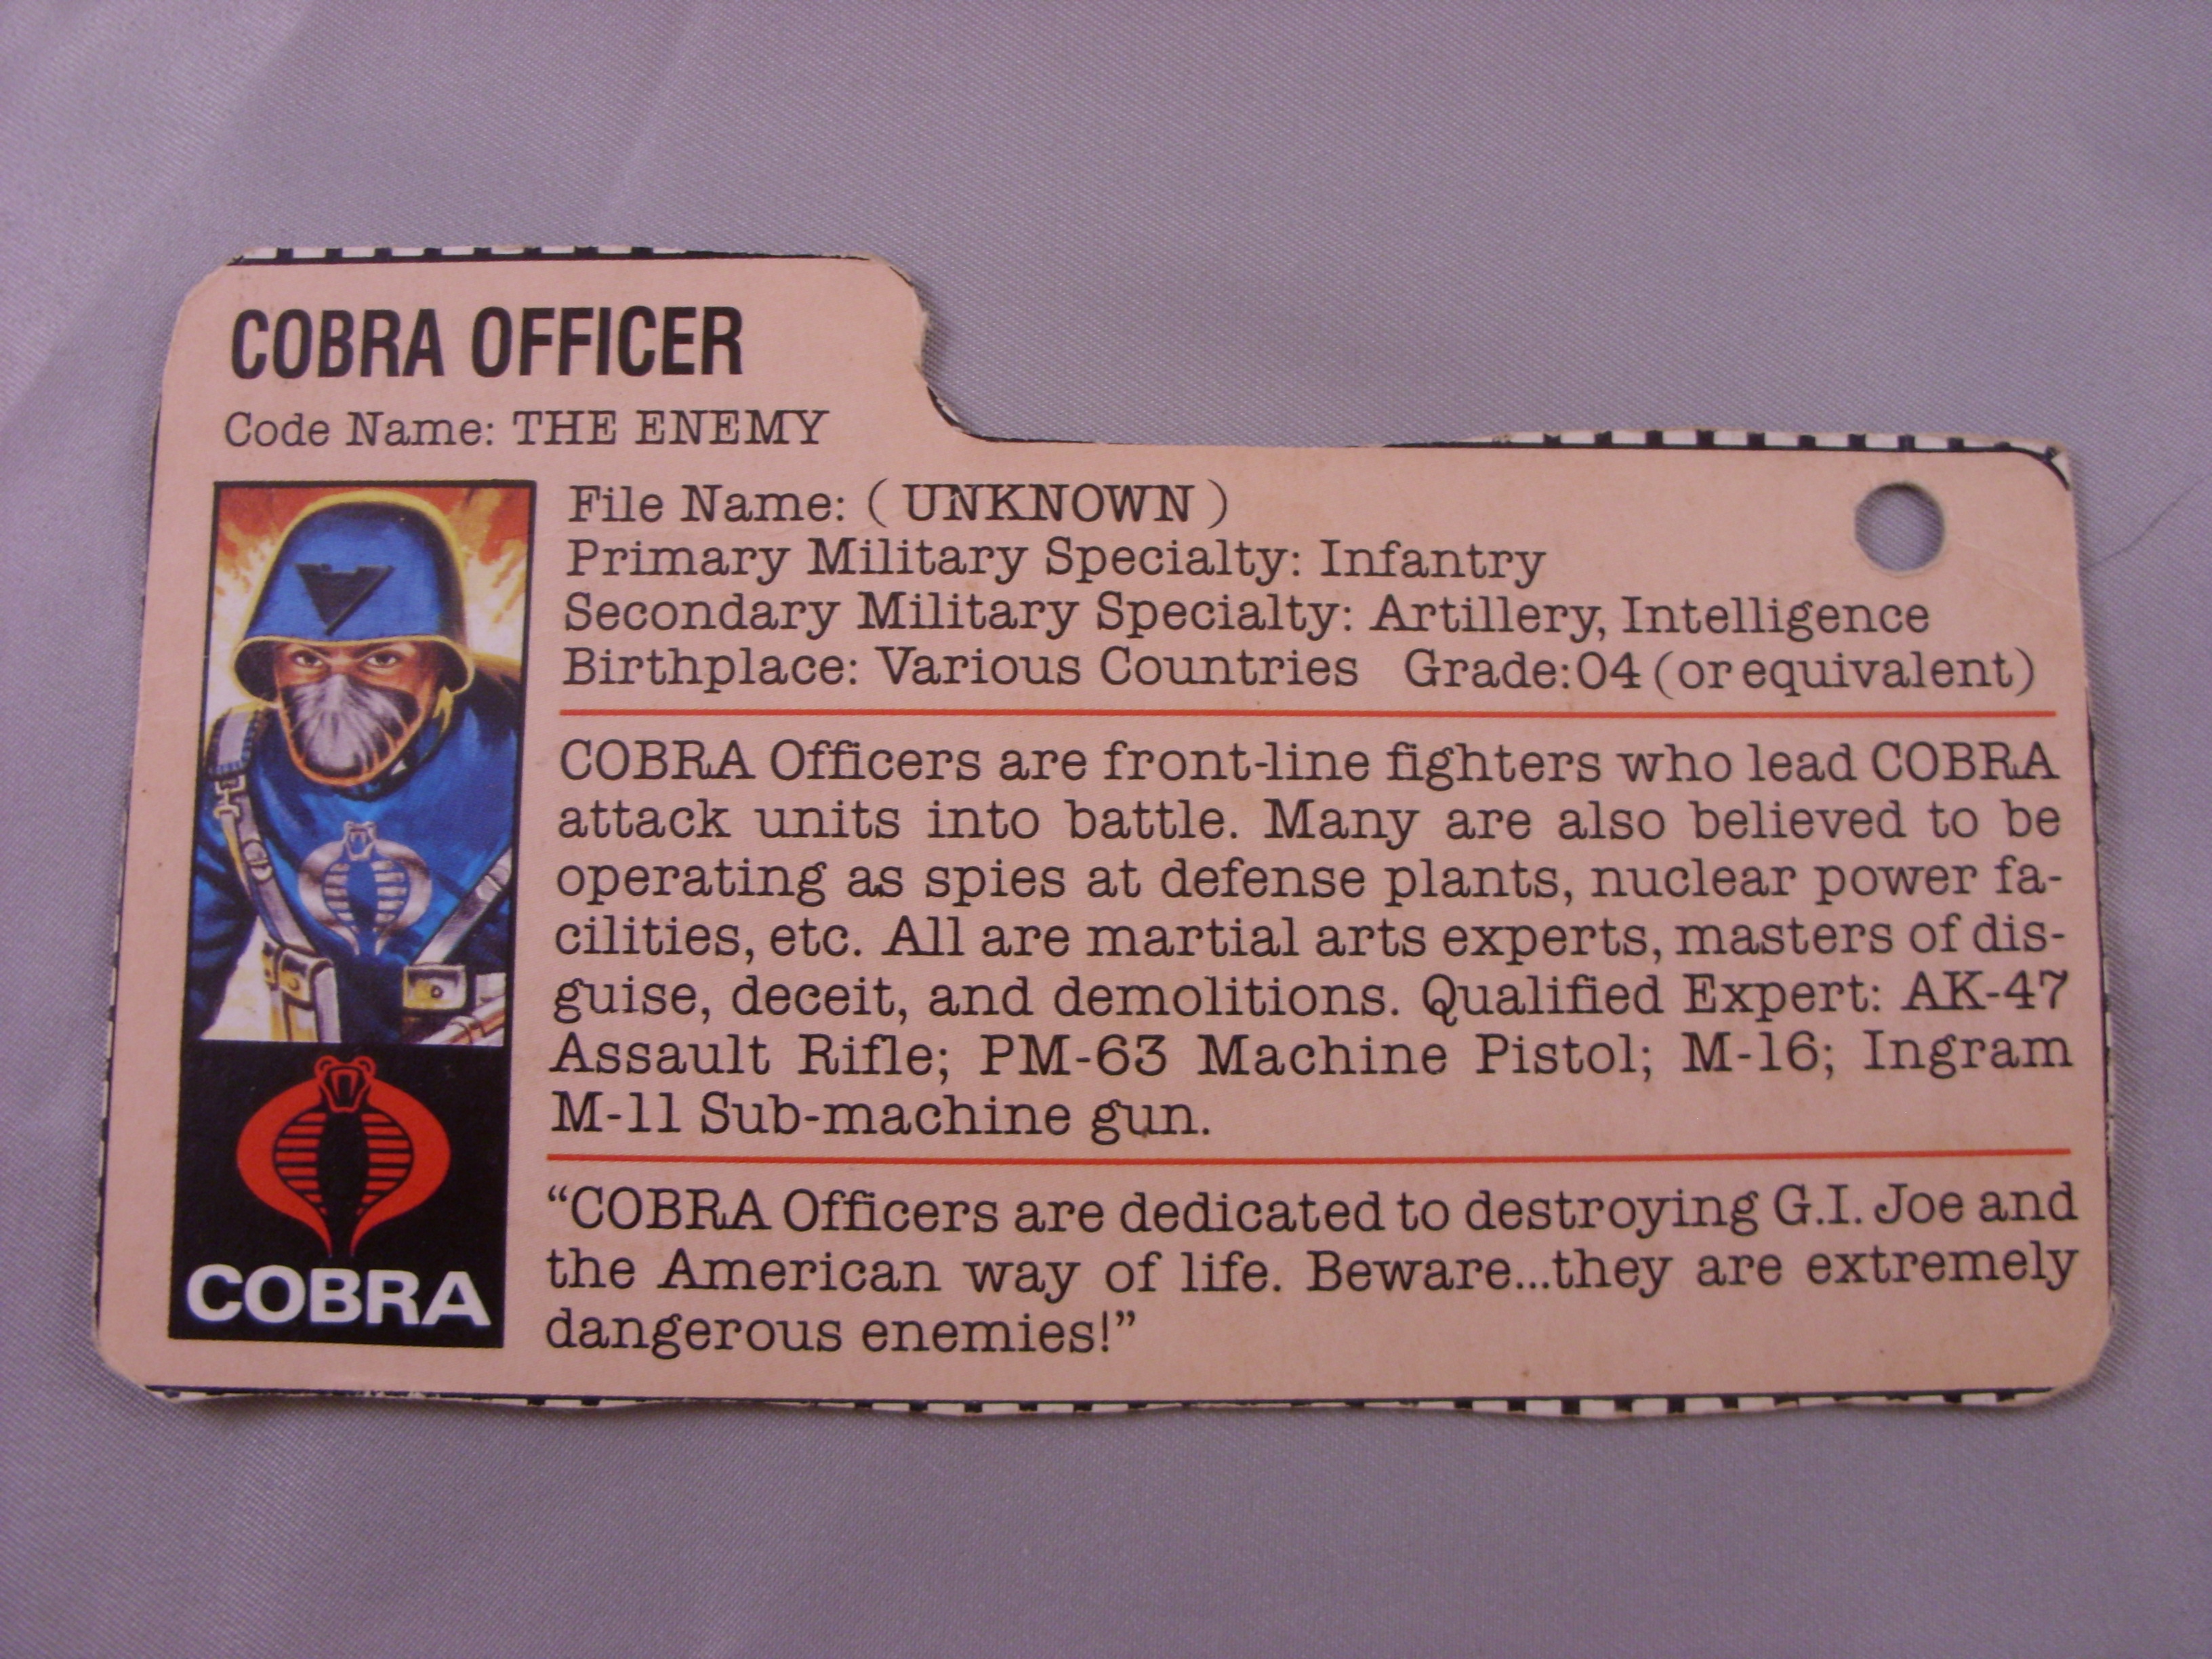 COBRA OFFICER
Code Name: THE ENEMY
File Name: (UNKNOWN)
Primary Military Specialty: Infantry
Secondary Military Specialty: Artillery, Intelligence
Birthplace: Various Countries Grade:04 (or equivalent)
COBRA Officers are front-line fighters who lead COBRA
attack units into battle. Many are also believed to be
operating as spies at defense plants, nuclear power fa-
cilities, etc. All are martial arts experts, masters of dis-
guise, deceit, and demolitions. Qualified Expert: AK-47
Assault Rifle; PM-63 Machine Pistol; M-16; Ingram
M-11 Sub-machine gun.
"COBRA Officers are dedicated to destroying G.I. Joe and
the American way of life. Beware...they are extremely
dangerous enemies!"
COBRA